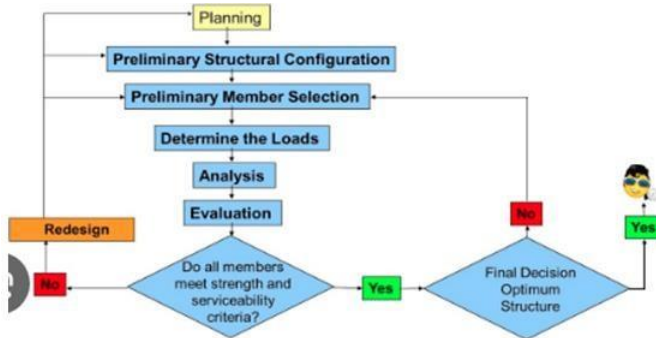 Planning
Preliminary Structural Configuration
Preliminary Member Selection
Determine the Loads
Analysis
Evaluation
Redesign
No
Do all members
meet strength and
serviceability
criteria?
Yes
No
Final Decision
Optimum
Structure
Yes